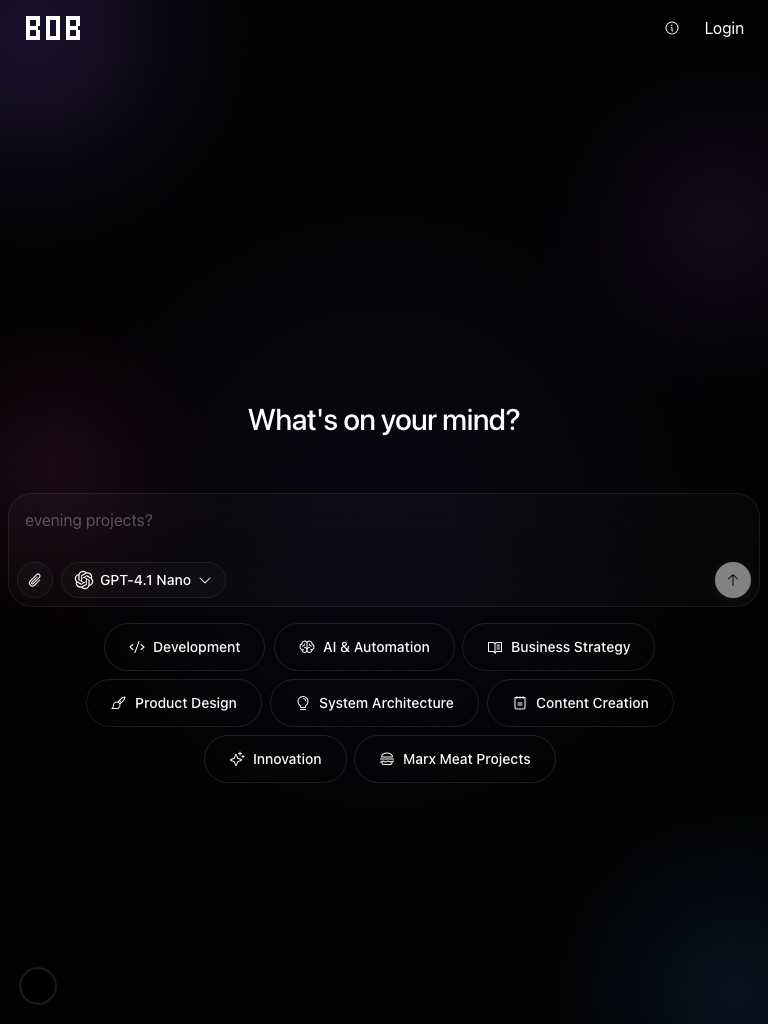 BOB
Login
What's on your mind?
evening projects?
GPT-4.1 Nano
Development
AI & Automation
Business Strategy
Product Design
System Architecture
Content Creation
Innovation
Marx Meat Projects